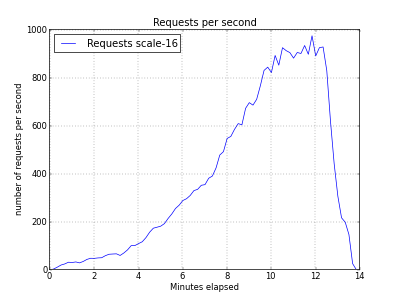 Requests per second
Requests scale-16
number of requests per second
1000
800
600
400
200
0
0 2 4 6 8 10 12 14
Minutes elapsed